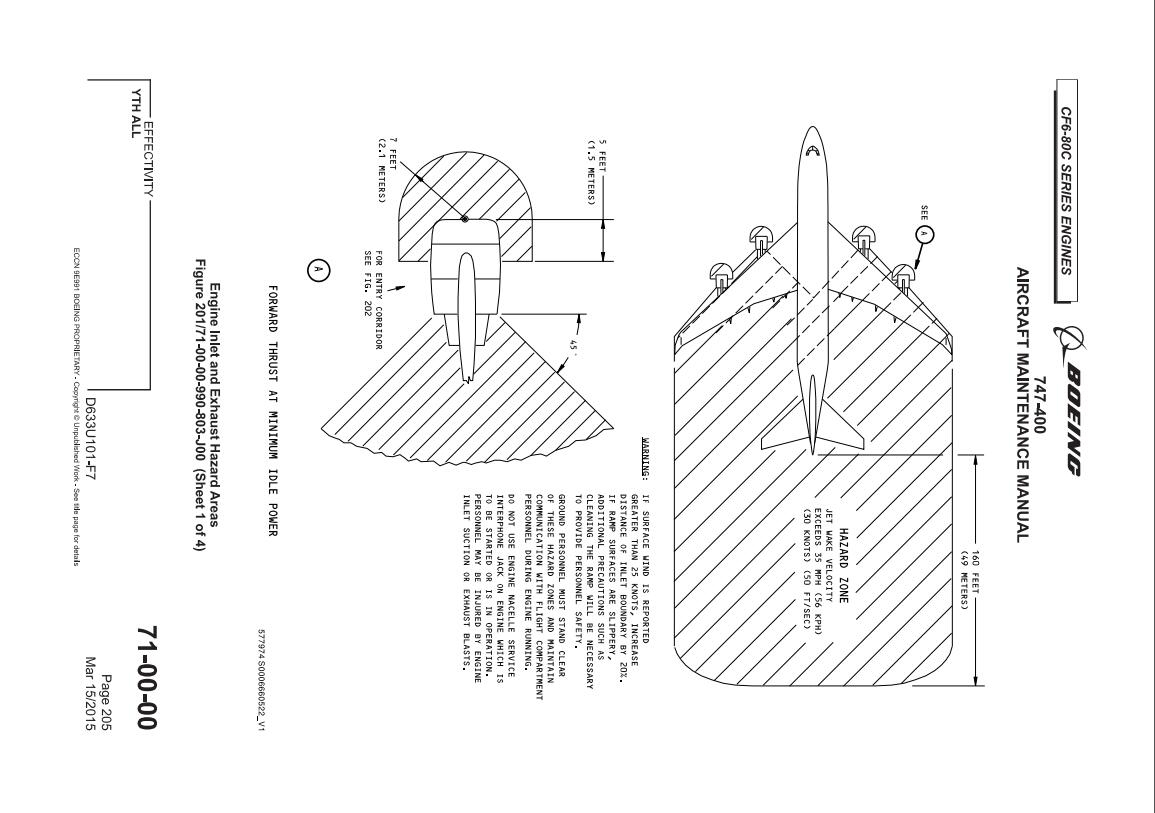 CF6-80C SERIES ENGINES
BOEING
747-400
AIRCRAFT MAINTENANCE MANUAL
160 FEET
(49 METERS)
SEE A
HAZARD ZONE
JET WAKE VELOCITY
EXCEEDS 35 MPH (56 KPH)
(30 KNOTS) (50 FT/SEC)
WARNING: IF SURFACE WIND IS REPORTED
GREATER THAN 25 KNOTS, INCREASE
DISTANCE OF INLET BOUNDARY BY 20%.
IF RAMP SURFACES ARE SLIPPERY,
ADDITIONAL PRECAUTIONS SUCH AS
CLEANING THE RAMP WILL BE NECESSARY
TO PROVIDE PERSONNEL SAFETY.
GROUND PERSONNEL MUST STAND CLEAR
OF THESE HAZARD ZONES AND MAINTAIN
COMMUNICATION WITH FLIGHT COMPARTMENT
PERSONNEL DURING ENGINE RUNNING.
DO NOT USE ENGINE NACELLE SERVICE
INTERPHONE JACK ON ENGINE WHICH IS
TO BE STARTED OR IS IN OPERATION.
PERSONNEL MAY BE INJURED BY ENGINE
INLET SUCTION OR EXHAUST BLASTS.
5 FEET
(1.5 METERS)
45°
7 FEET
(2.1 METERS)
FOR ENTRY CORRIDOR
SEE FIG. 202
A
FORWARD THRUST AT MINIMUM IDLE POWER
577974 S0006660522_V1
Engine Inlet and Exhaust Hazard Areas
Figure 201/71-00-00-990-803-J00 (Sheet 1 of 4)
EFFECTIVITY
YTH ALL
71-00-00
Page 205
D633U101-F7
Mar 15/2015
ECCN 9E991 BOEING PROPRIETARY - Copyright © Unpublished Work - See title page for details